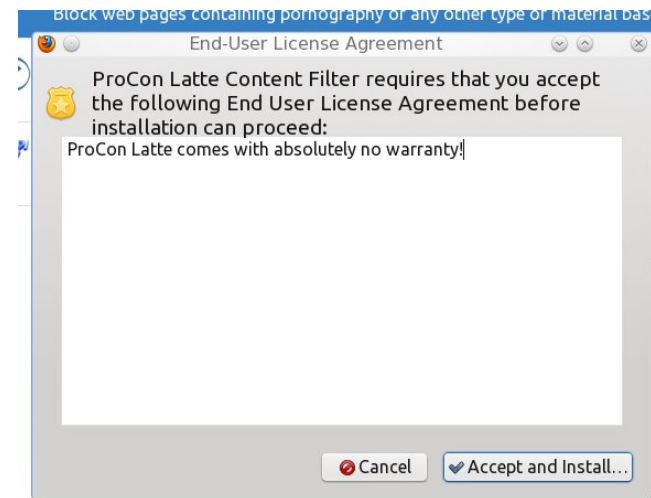 Block web pages containing pornography or any other type of material bas
End-User License Agreement
ProCon Latte Content Filter requires that you accept
the following End User License Agreement before
installation can proceed:
ProCon Latte comes with absolutely no warranty!
Cancel
Accept and Install...